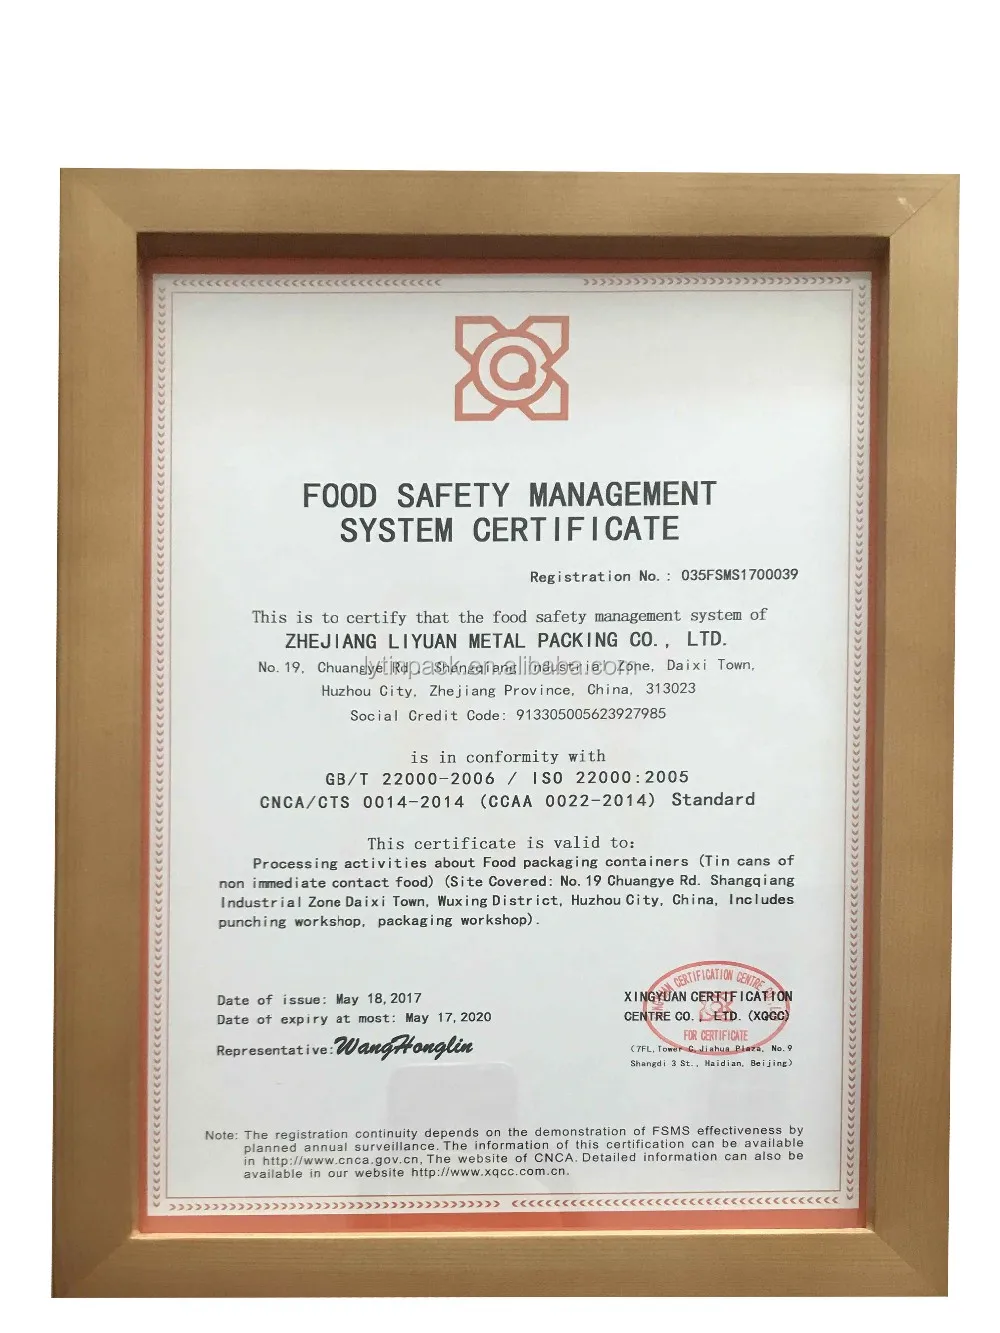 FOOD SAFETY MANAGEMENT
SYSTEM CERTIFICATE
Registration No.: 035FSMS1700039
This is to certify that the food safety management system of
ZHEJIANG LIYUAN METAL PACKING CO., LTD.
No.19, Chuangye Rd. Shangqiang Industrial Zone, Daixi Town,
lytinpack.en.alibaba.com
Huzhou City, Zhejiang Province, China, 313023
Social Credit Code: 913305005623927985
is in conformity with
GB/T 22000-2006 / ISO 22000:2005
CNCA/CTS 0014-2014 (CCAA 0022-2014) Standard
This certificate is valid to:
Processing activities about Food packaging containers (Tin cans of
non immediate contact food) (Site Covered: No.19 Chuangye Rd. Shangqiang
Industrial Zone Daixi Town, Wuxing District, Huzhou City, China, Includes
punching workshop, packaging workshop).
Date of issue: May 18,2017
Date of expiry at most: May 17,2020
Representative: WangHonglin
XINGYUAN CERTIFICATION
CENTRE CO., LTD. (XQCC)
(7FL,Tower C,Jiahua Plaza, No.9
Shangdi 3 St., Haidian, Beijing)
CERTIFICATION CENTRE
FOR CERTIFICATE
Note: The registration continuity depends on the demonstration of FSMS effectiveness by
planned annual surveillance. The information of this certification can be available
in http://www.cnca.gov.cn, The website of CNCA. Detailed information can also be
available in our website http://www.xqcc.com.cn.